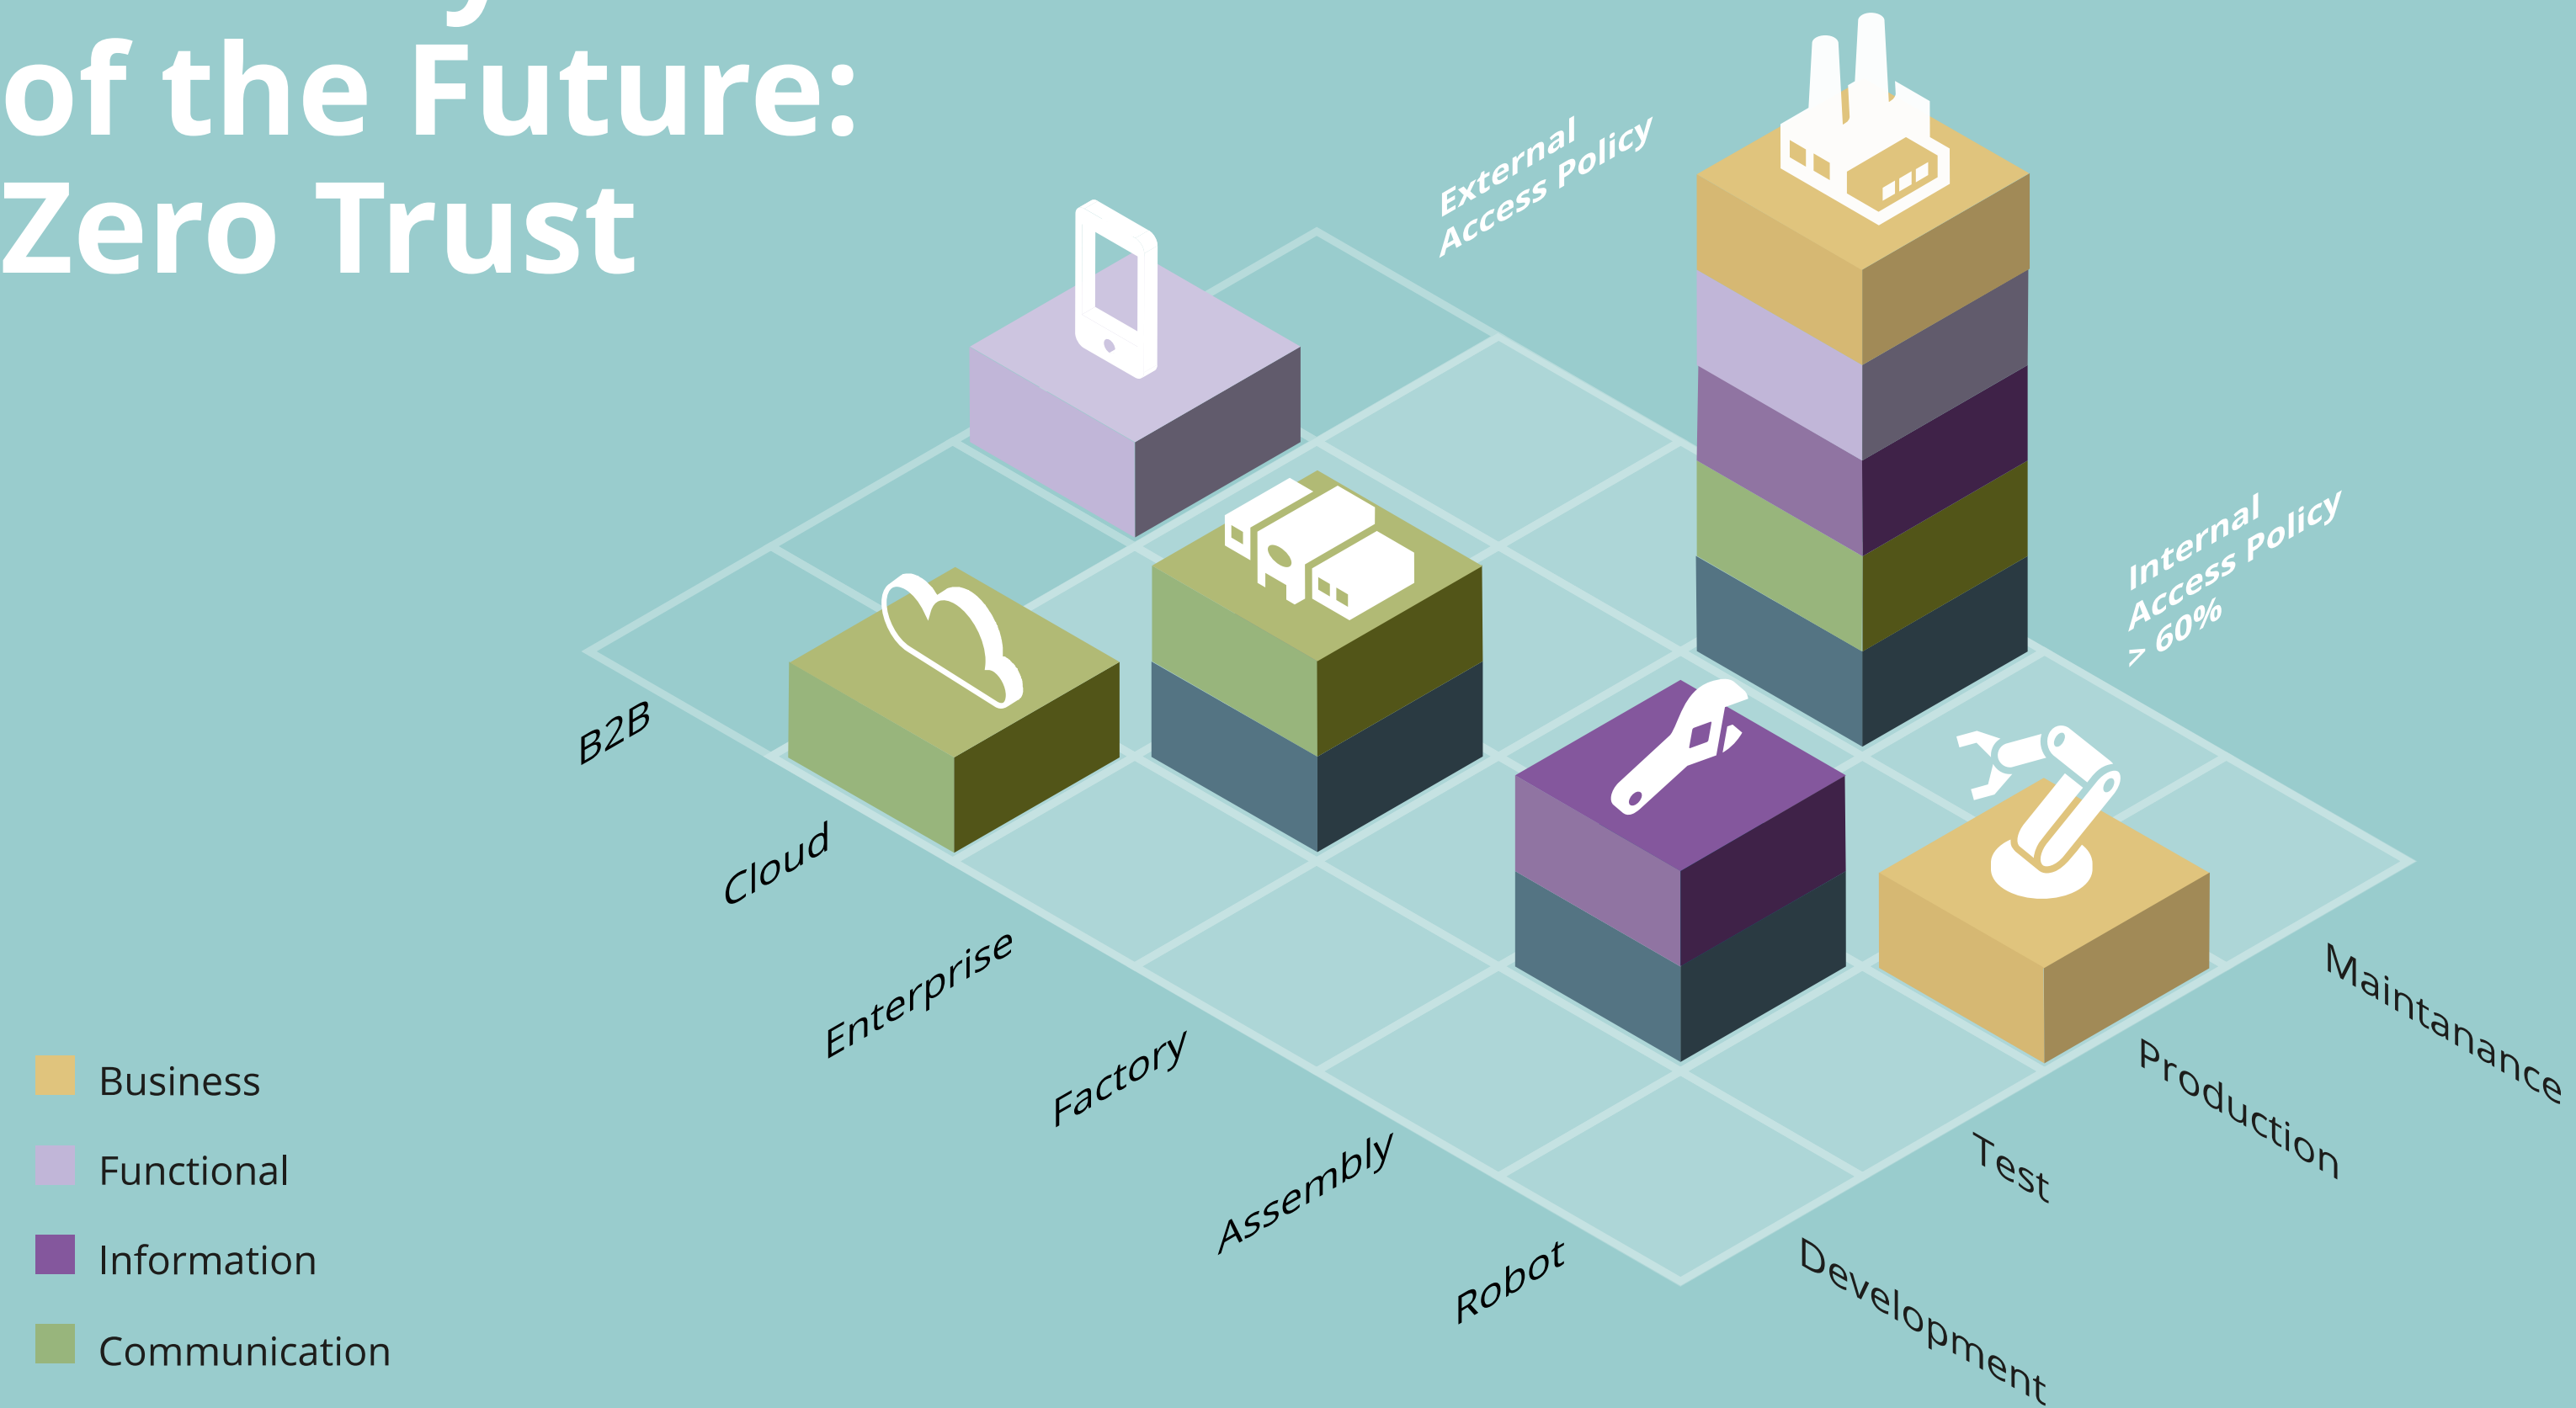 of the Future:
Zero Trust
External
Access Policy
Internal
Access Policy
> 60%
B2B
Cloud
Enterprise
Factory
Assembly
Robot
Maintanance
Production
Test
Development
Business
Functional
Information
Communication